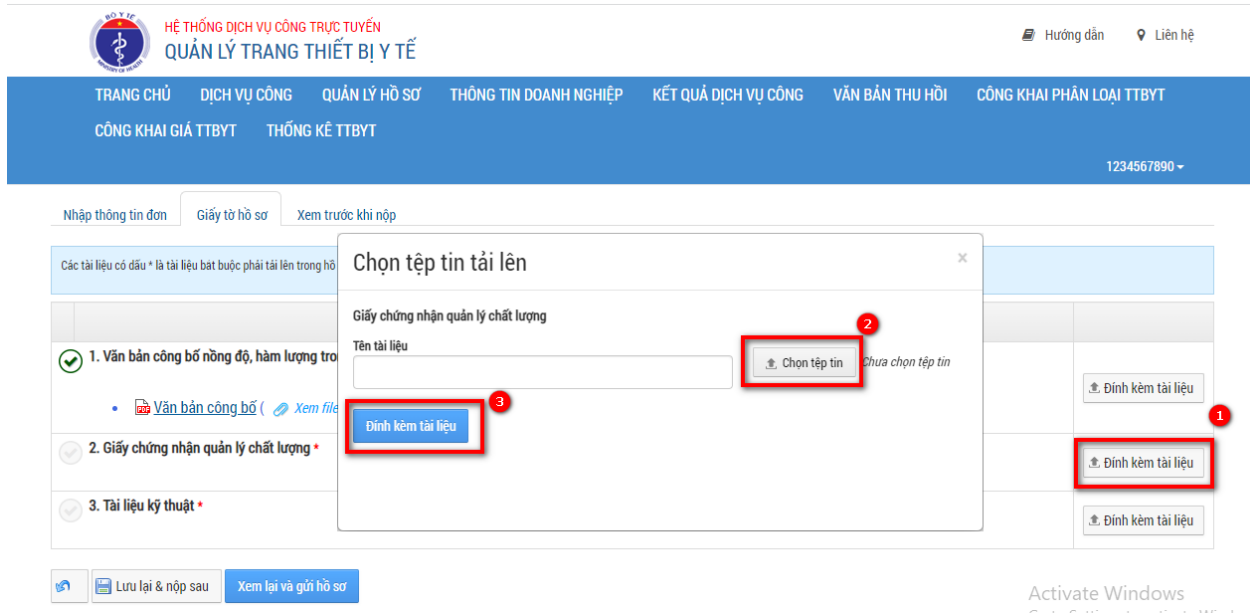 BỘ Y TẾ
MINISTRY OF HEALTH
HỆ THỐNG DỊCH VỤ CÔNG TRỰC TUYẾN
QUẢN LÝ TRANG THIẾT BỊ Y TẾ
Hướng dẫn
Liên hệ
TRANG CHỦ DỊCH VỤ CÔNG QUẢN LÝ HỒ SƠ THÔNG TIN DOANH NGHIỆP KẾT QUẢ DỊCH VỤ CÔNG VĂN BẢN THU HỒI CÔNG KHAI PHÂN LOẠI TTBYT
CÔNG KHAI GIÁ TTBYT THỐNG KÊ TTBYT
1234567890
Nhập thông tin đơn Giấy tờ hồ sơ Xem trước khi nộp
Các tài liệu có dấu * là tài liệu bắt buộc phải tải lên trong hồ
Chọn tệp tin tải lên ×
Giấy chứng nhận quản lý chất lượng
2
Tên tài liệu
Chọn tệp tin Chưa chọn tệp tin
3
Đính kèm tài liệu
1. Văn bản công bố nồng độ, hàm lượng tro
Văn bản công bố ( Xem file
Đính kèm tài liệu
1
2. Giấy chứng nhận quản lý chất lượng *
Đính kèm tài liệu
3. Tài liệu kỹ thuật *
Đính kèm tài liệu
Lưu lại & nộp sau Xem lại và gửi hồ sơ
Activate Windows